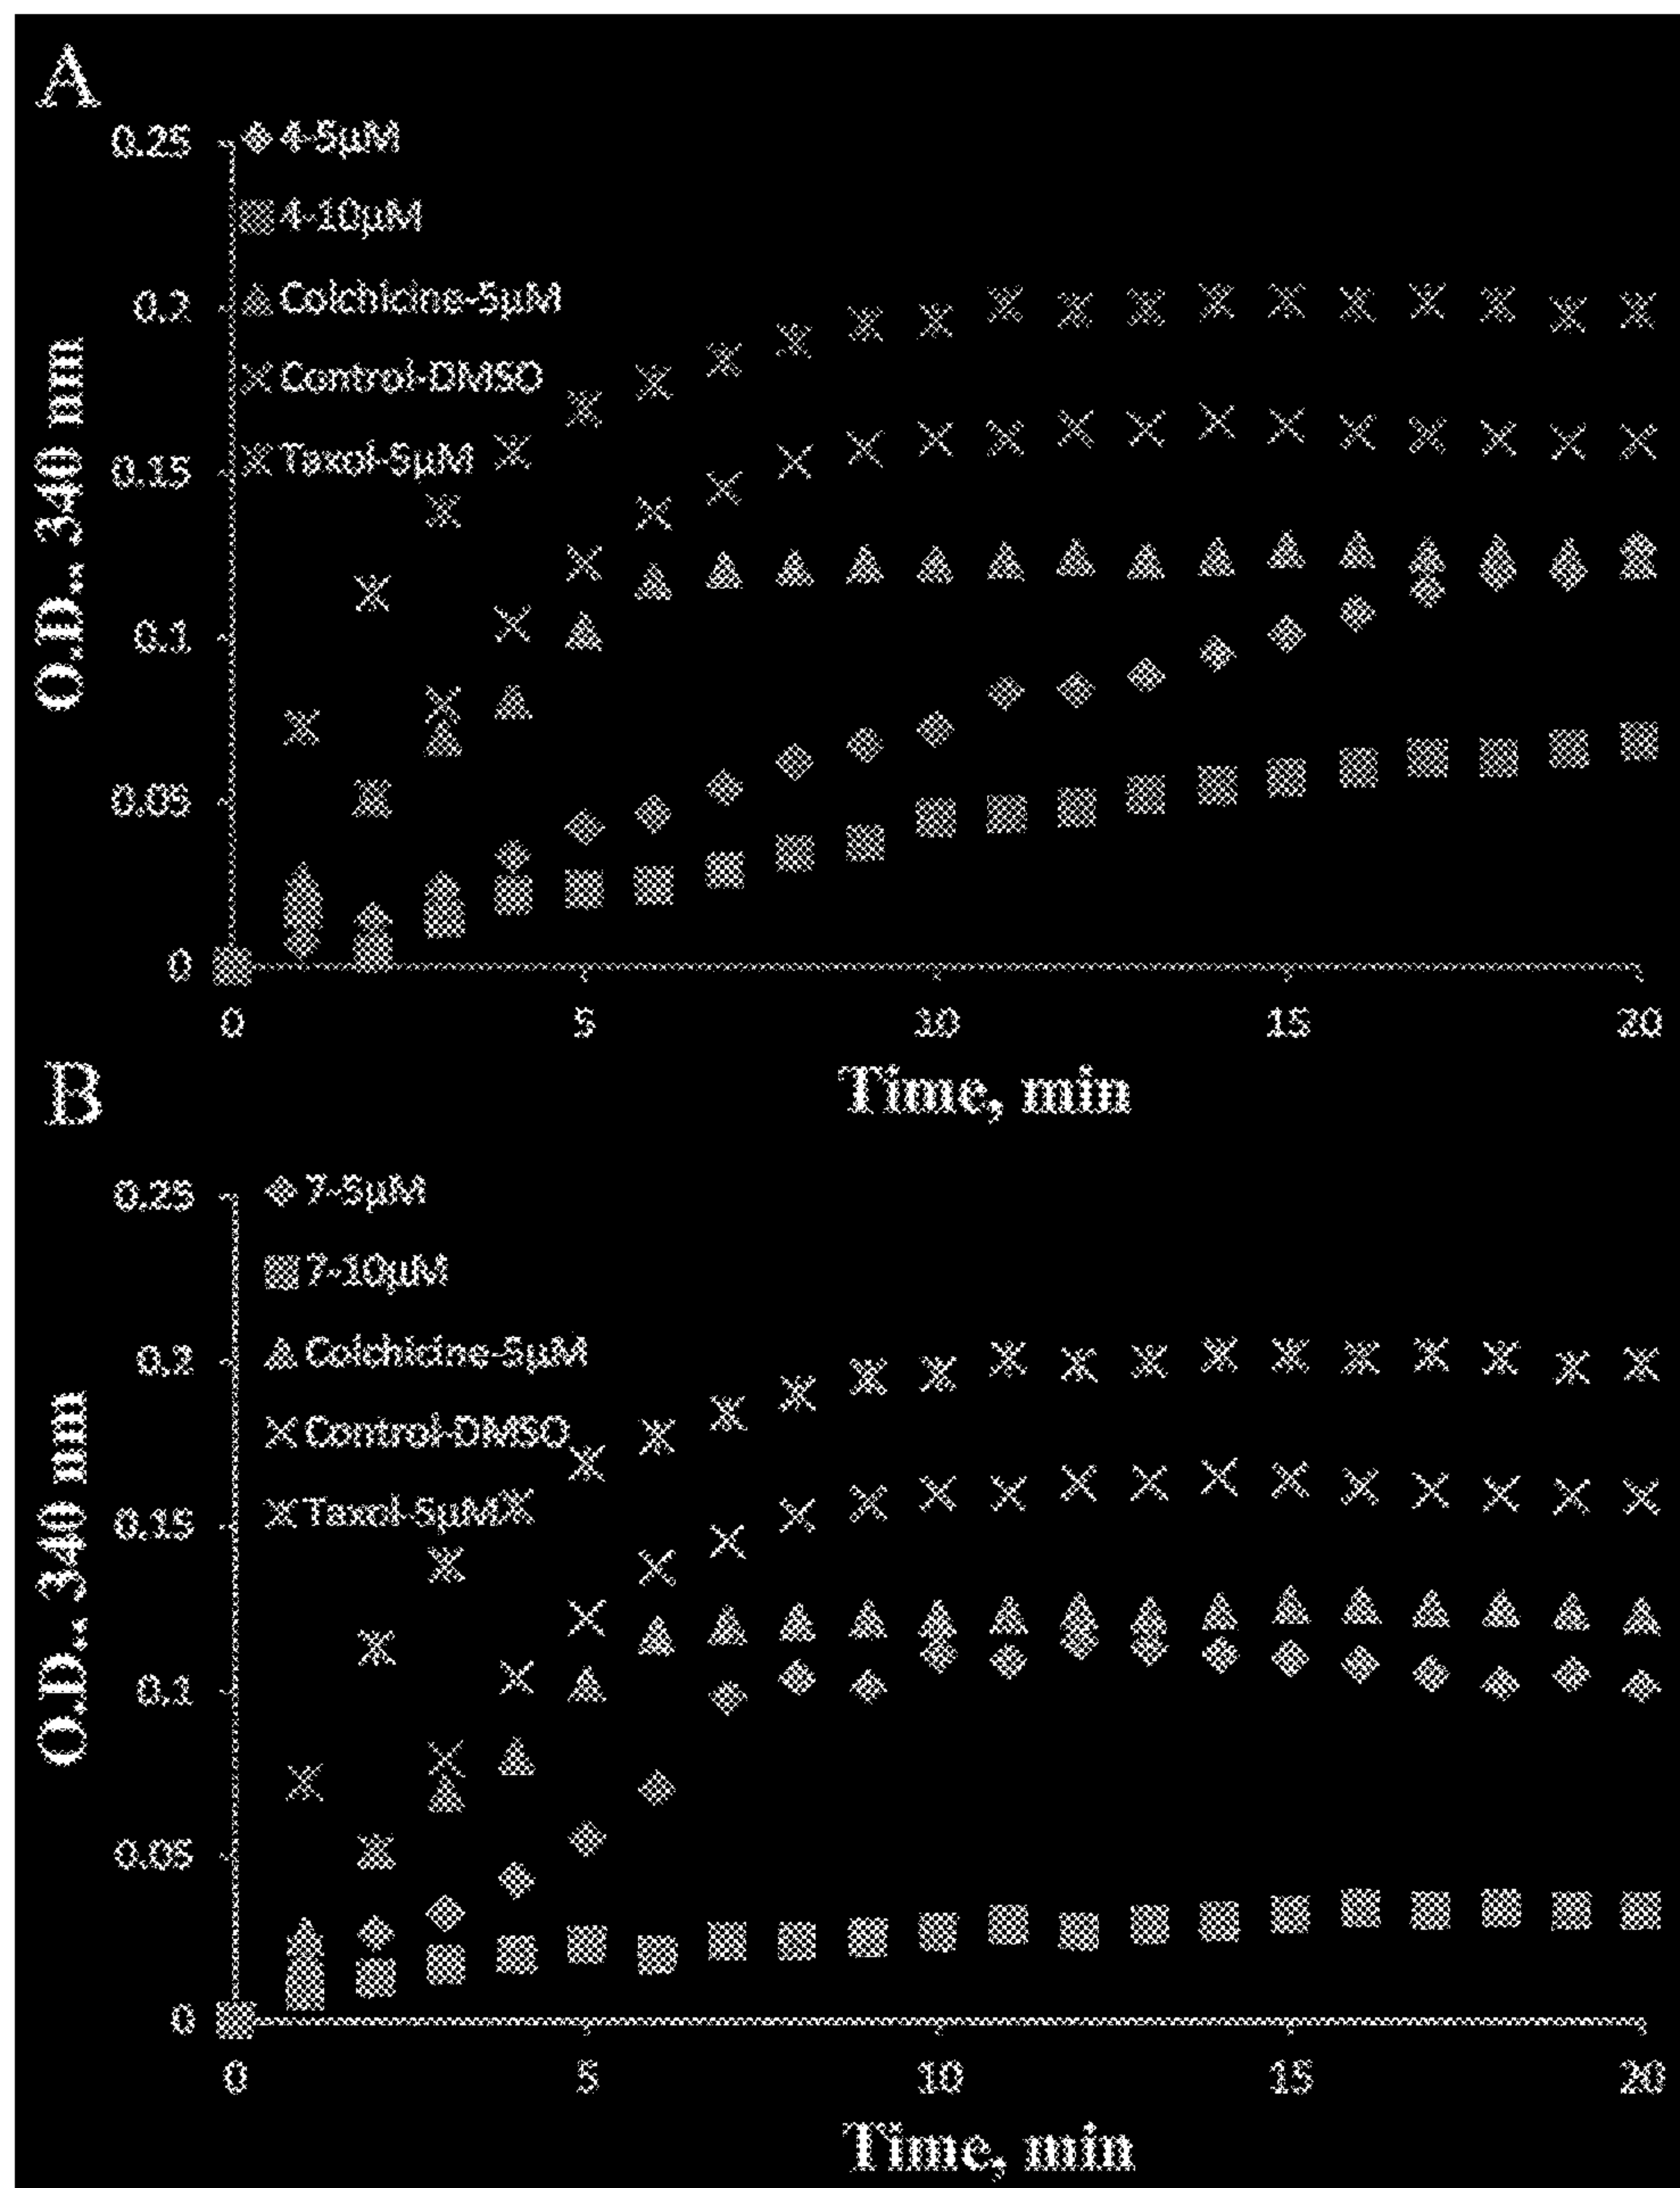 A
0.25
4-5µM
4-10µM
0.2
Colchicine-5µM
Control-DMSO
0.15
Taxol-5µM
O.D.. 340 nm
0.1
0.05
0
0 5 10 15 20
Time, min
B
0.25
7-5µM
7-10µM
0.2
Colchicine-5µM
Control-DMSO
0.15
Taxol-5µM
O.D.. 340 nm
0.1
0.05
0
0 5 10 15 20
Time, min